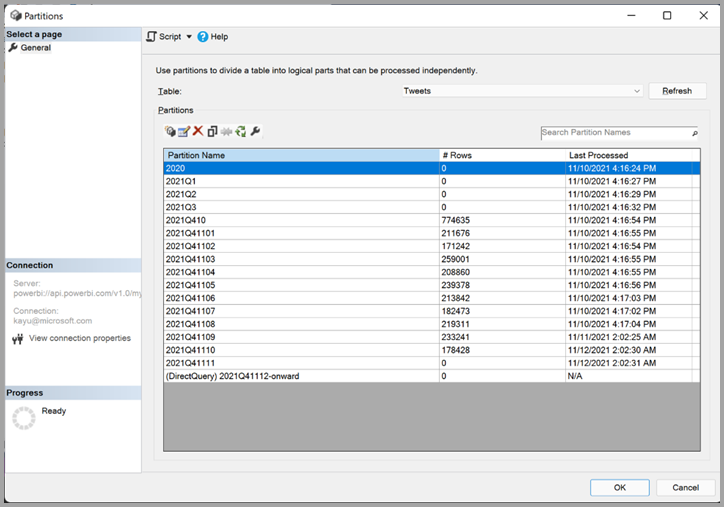 Partitions
Select a page
General
Script Help
Use partitions to divide a table into logical parts that can be processed independently.
Table: Tweets Refresh
Partitions
Search Partition Names
Partition Name # Rows Last Processed
2020 0 11/10/2021 4:16:24 PM
2021Q1 0 11/10/2021 4:16:27 PM
2021Q2 0 11/10/2021 4:16:29 PM
2021Q3 0 11/10/2021 4:16:32 PM
2021Q410 774635 11/10/2021 4:16:54 PM
2021Q41101 211676 11/10/2021 4:16:55 PM
2021Q41102 171242 11/10/2021 4:16:54 PM
2021Q41103 259001 11/10/2021 4:16:55 PM
2021Q41104 208860 11/10/2021 4:16:55 PM
2021Q41105 239378 11/10/2021 4:16:56 PM
2021Q41106 213842 11/10/2021 4:17:03 PM
2021Q41107 182473 11/10/2021 4:17:02 PM
2021Q41108 219311 11/10/2021 4:17:04 PM
2021Q41109 233241 11/11/2021 2:02:25 AM
2021Q41110 178428 11/12/2021 2:02:30 AM
2021Q41111 0 11/12/2021 2:02:31 AM
(DirectQuery) 2021Q41112-onward 0 N/A
Connection
Server:
powerbi://api.powerbi.com/v1.0/my
Connection:
kayu@microsoft.com
View connection properties
Progress
Ready
OK Cancel